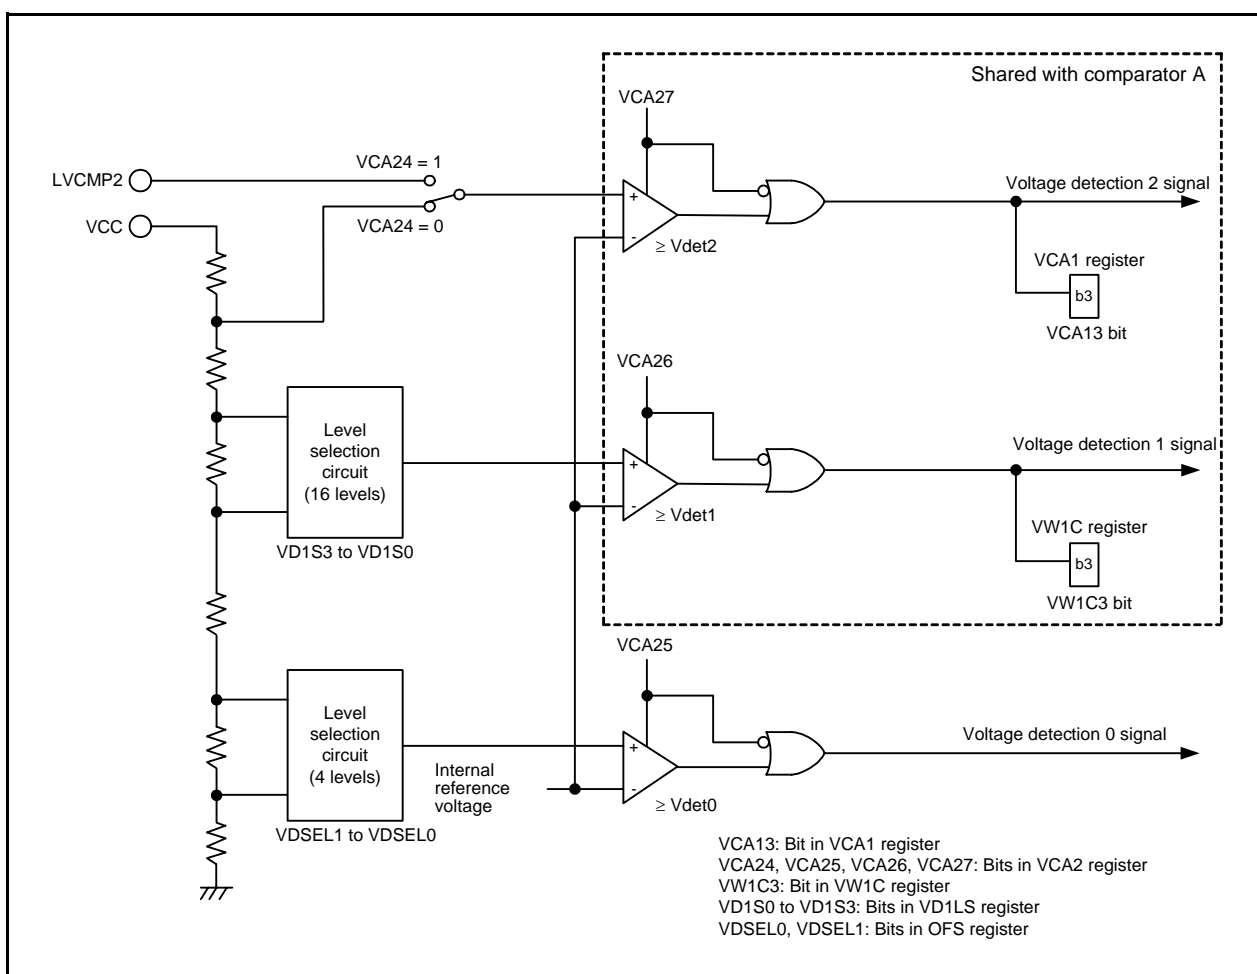 Shared with comparator A
VCA27
VCA24 = 1
LVCMP2
Voltage detection 2 signal
+
VCC
VCA24 = 0
-
≥ Vdet2
VCA1 register
b3
VCA13 bit
VCA26
Level
selection
circuit
(16 levels)
Voltage detection 1 signal
+
-
≥ Vdet1
VD1S3 to VD1S0
VW1C register
b3
VW1C3 bit
VCA25
Level
selection
circuit
(4 levels)
Voltage detection 0 signal
+
Internal
reference
voltage
-
≥ Vdet0
VDSEL1 to VDSEL0
VCA13: Bit in VCA1 register
VCA24, VCA25, VCA26, VCA27: Bits in VCA2 register
VW1C3: Bit in VW1C register
VD1S0 to VD1S3: Bits in VD1LS register
VDSEL0, VDSEL1: Bits in OFS register